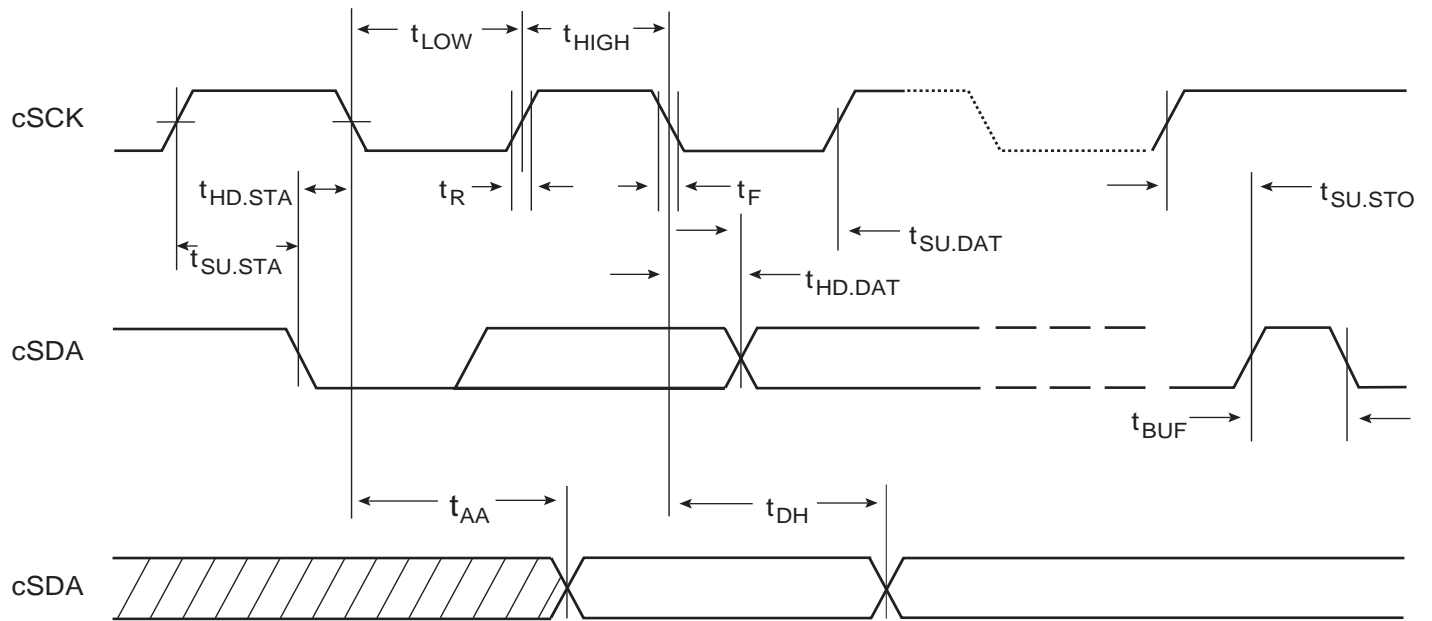 tLOW
tHIGH
cSCK
tHD.STA
tR
tF
tSU.STO
tSU.DAT
tSU.STA
tHD.DAT
cSDA
tBUF
tAA
tDH
cSDA